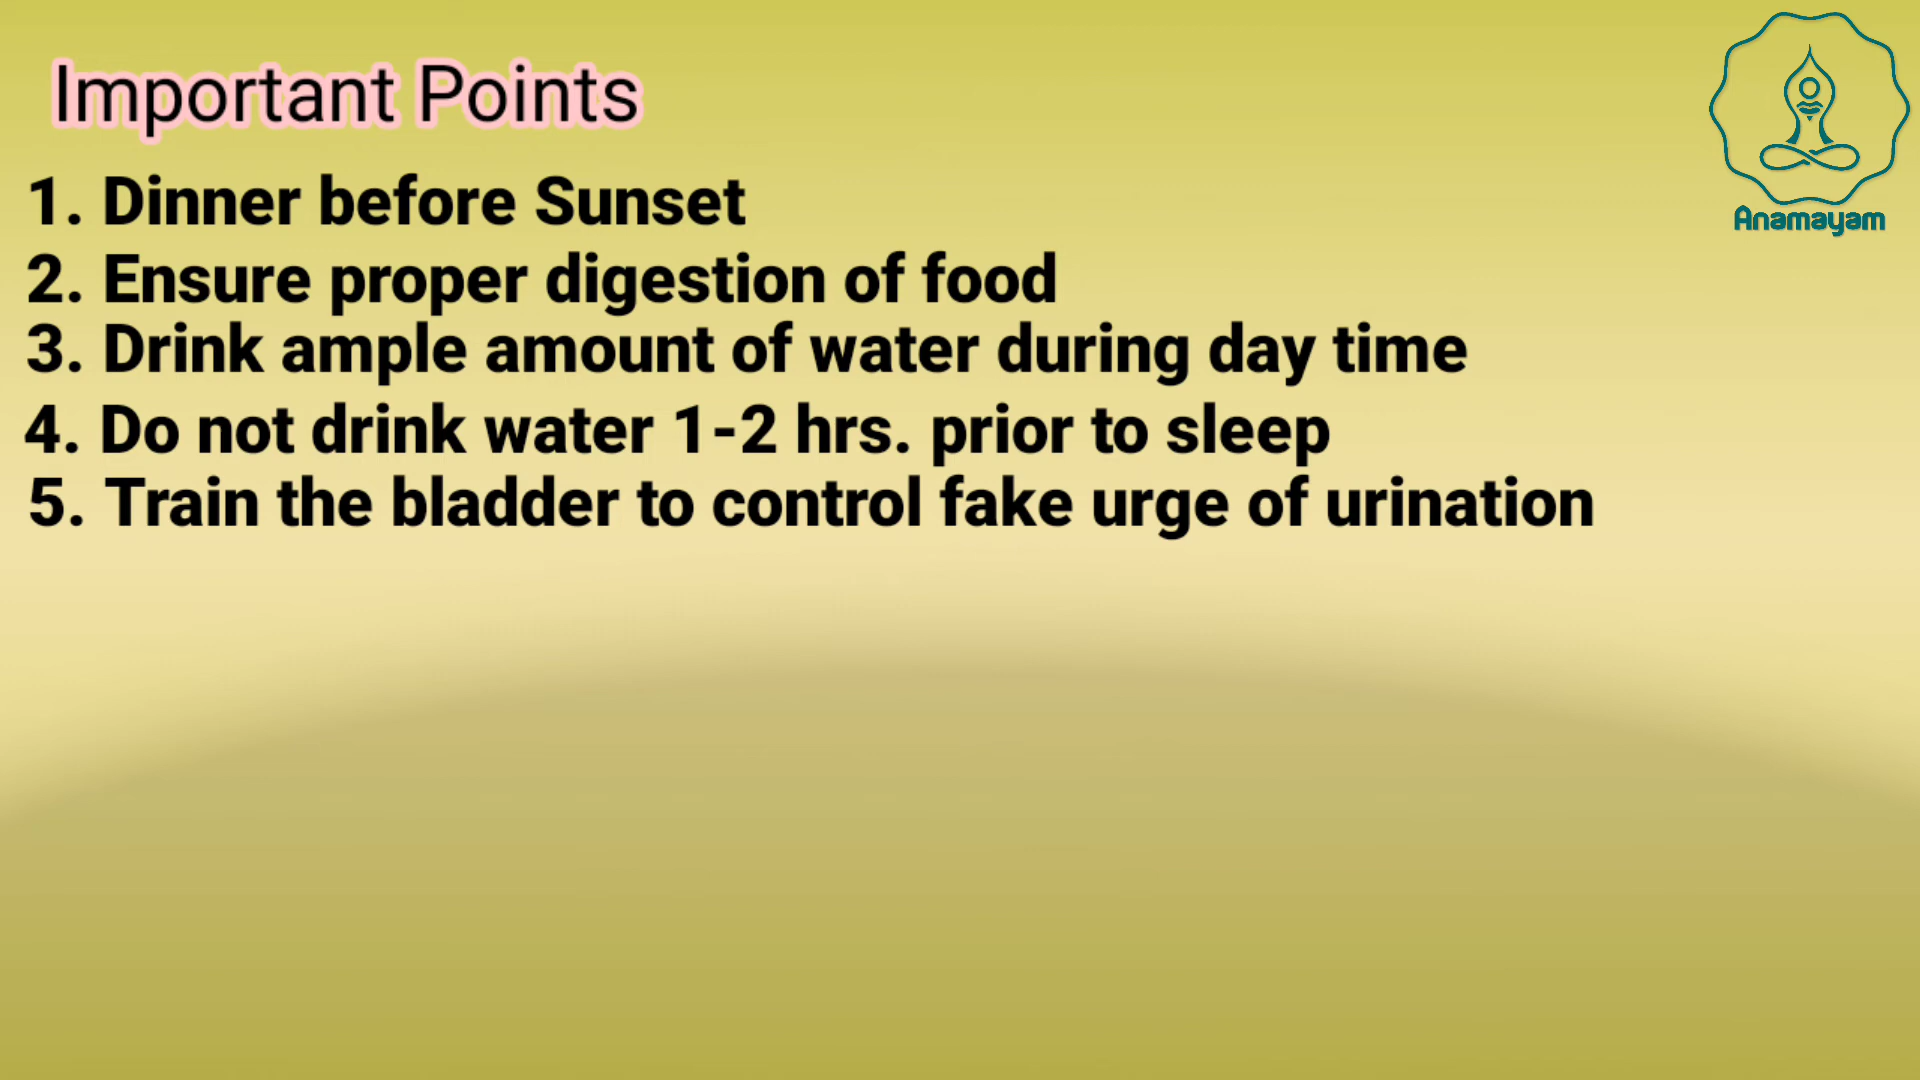 Important Points
Anamayam
1. Dinner before Sunset
2. Ensure proper digestion of food
3. Drink ample amount of water during day time
4. Do not drink water 1-2 hrs. prior to sleep
5. Train the bladder to control fake urge of urination